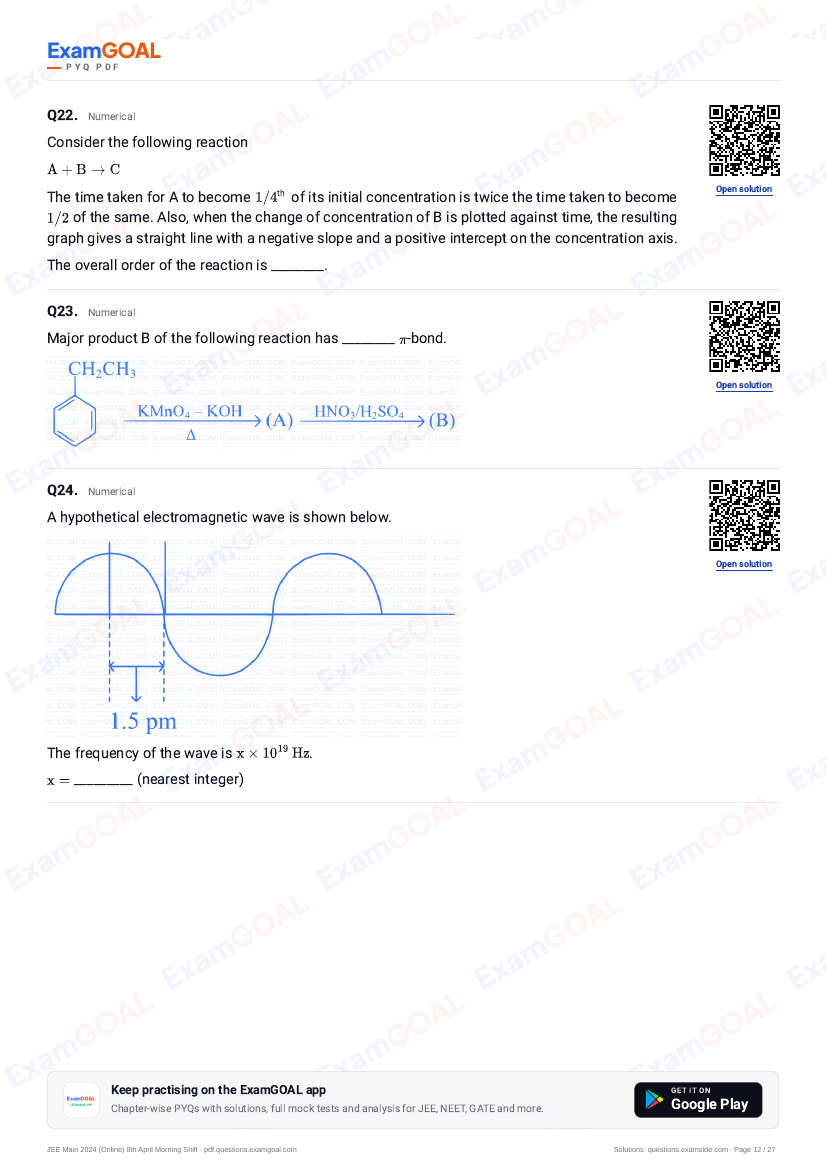 ExamGOAL
PYQ PDF
Q22. Numerical
Consider the following reaction
A + B → C
The time taken for A to become 1/4th of its initial concentration is twice the time taken to become
1/2 of the same. Also, when the change of concentration of B is plotted against time, the resulting
graph gives a straight line with a negative slope and a positive intercept on the concentration axis.
The overall order of the reaction is ________.
Open solution
Q23. Numerical
Major product B of the following reaction has ________ π-bond.
CH2CH3
KMnO4 – KOH
Δ
(A)
HNO3/H2SO4
(B)
Open solution
Q24. Numerical
A hypothetical electromagnetic wave is shown below.
1.5 pm
The frequency of the wave is x × 10^19 Hz.
x = _________ (nearest integer)
Open solution
ExamGOAL
Keep practising on the ExamGOAL app
Chapter-wise PYQs with solutions, full mock tests and analysis for JEE, NEET, GATE and more.
GET IT ON
Google Play
JEE Main 2024 (Online) 8th April Morning Shift · pdf.questions.examgoal.com
Solutions: questions.examside.com · Page 12 / 27